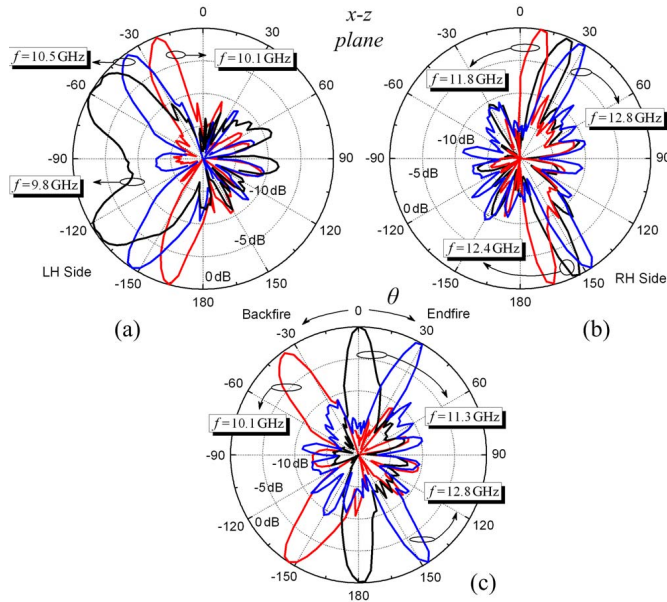 x-z
plane
0
-30
-60
-90
-120
-150
180
f = 10.5 GHz
f = 10.1 GHz
f = 9.8 GHz
-10 dB
-5 dB
0 dB
LH Side
(a)
0
30
60
90
120
150
180
-10 dB
-5 dB
0 dB
f = 11.8 GHz
f = 12.8 GHz
f = 12.4 GHz
RH Side
(b)
θ
Backfire
Endfire
0
-30
30
-60
60
-90
90
-120
120
-150
150
180
-10 dB
-5 dB
0 dB
f = 10.1 GHz
f = 11.3 GHz
f = 12.8 GHz
(c)
30
60
90
120
150
-30
-60
-90
-120
-150